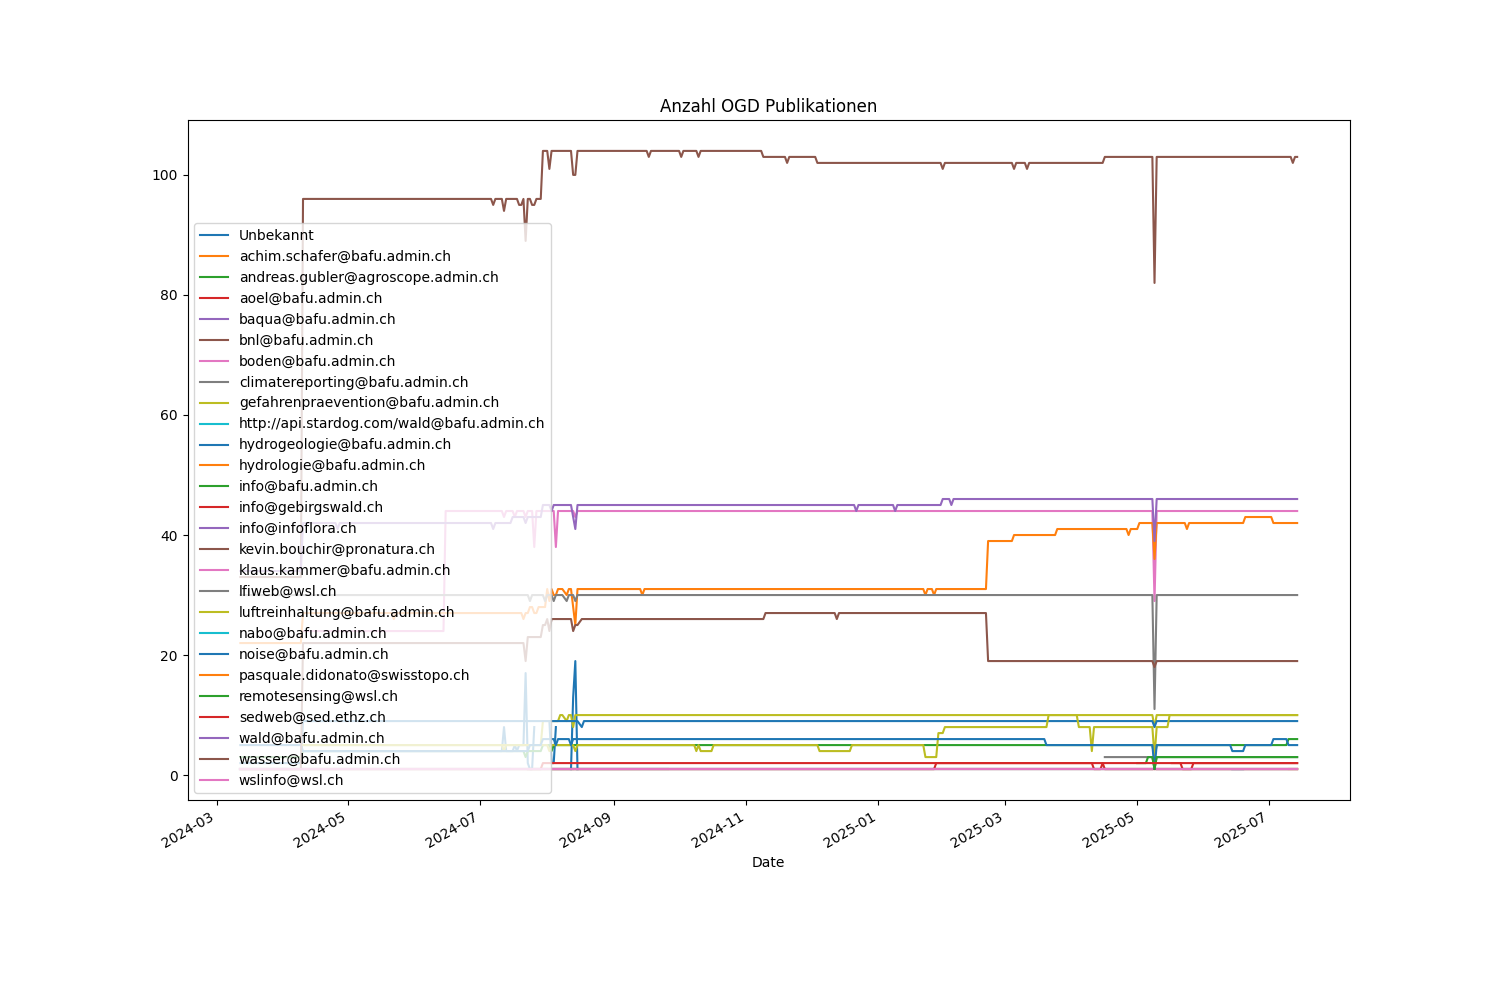 Anzahl OGD Publikationen
100
80
60
40
20
0
Unbekannt
achim.schafer@bafu.admin.ch
andreas.gubler@agroscope.admin.ch
aoel@bafu.admin.ch
baqua@bafu.admin.ch
bnl@bafu.admin.ch
boden@bafu.admin.ch
climatereporting@bafu.admin.ch
gefahrenpraevention@bafu.admin.ch
http://api.stardog.com/wald@bafu.admin.ch
hydrogeologie@bafu.admin.ch
hydrologie@bafu.admin.ch
info@bafu.admin.ch
info@gebirgswald.ch
info@infoflora.ch
kevin.bouchir@pronatura.ch
klaus.kammer@bafu.admin.ch
lfiweb@wsl.ch
luftreinhaltung@bafu.admin.ch
nabo@bafu.admin.ch
noise@bafu.admin.ch
pasquale.didonato@swisstopo.ch
remotesensing@wsl.ch
sedweb@sed.ethz.ch
wald@bafu.admin.ch
wasser@bafu.admin.ch
wslinfo@wsl.ch
2024-03
2024-05
2024-07
2024-09
2024-11
2025-01
2025-03
2025-05
2025-07
Date